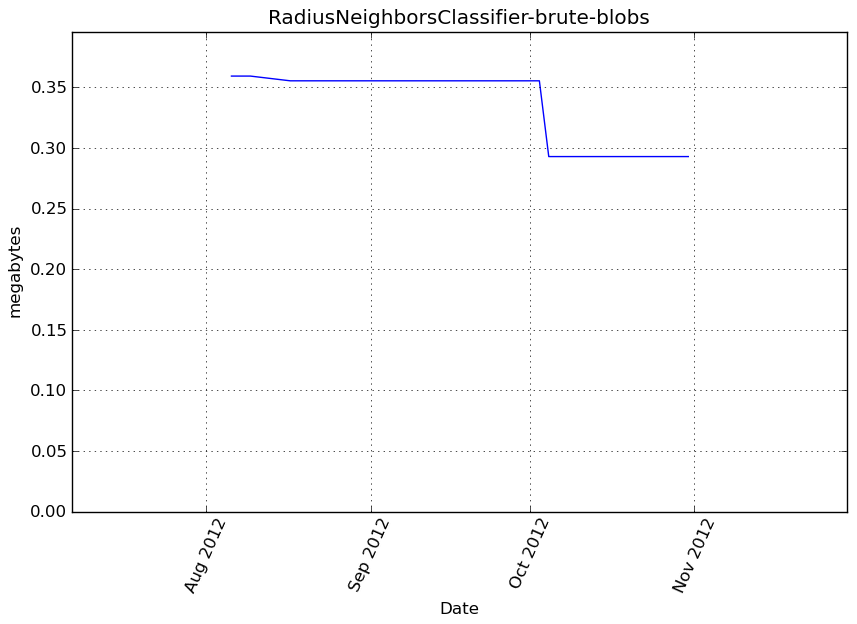 RadiusNeighborsClassifier-brute-blobs
0.35
0.30
0.25
0.20
0.15
0.10
0.05
0.00
megabytes
Aug 2012
Sep 2012
Oct 2012
Nov 2012
Date